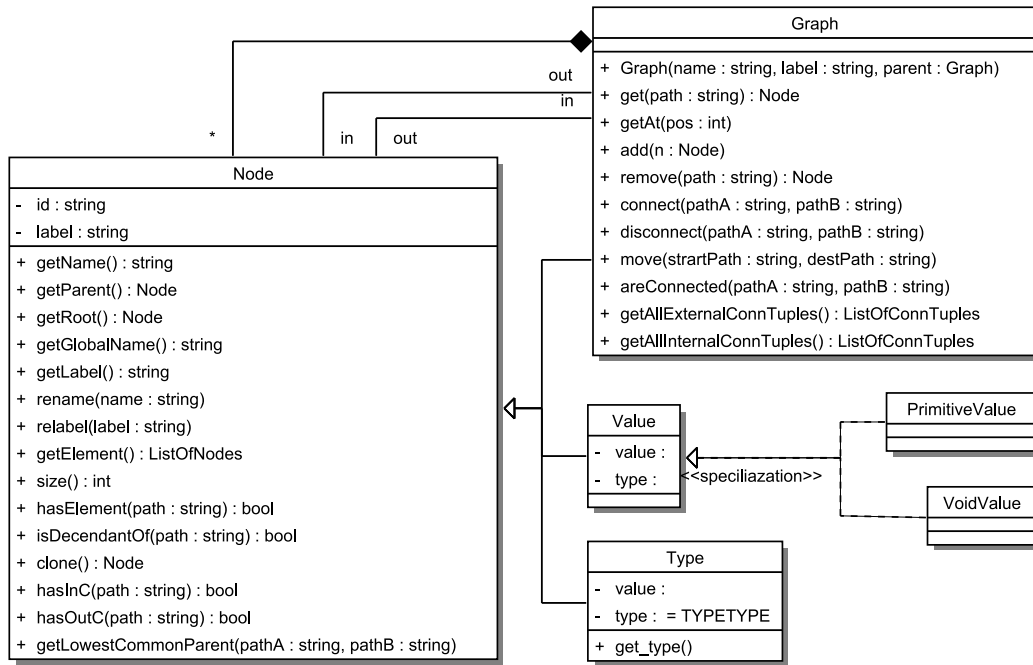 Graph
+ Graph(name : string, label : string, parent : Graph)
+ get(path : string) : Node
+ getAt(pos : int)
+ add(n : Node)
+ remove(path : string) : Node
+ connect(pathA : string, pathB : string)
+ disconnect(pathA : string, pathB : string)
+ move(strartPath : string, destPath : string)
+ areConnected(pathA : string, pathB : string)
+ getAllExternalConnTuples() : ListOfConnTuples
+ getAllInternalConnTuples() : ListOfConnTuples
out
in
* in out
Node
- id : string
- label : string
+ getName() : string
+ getParent() : Node
+ getRoot() : Node
+ getGlobalName() : string
+ getLabel() : string
+ rename(name : string)
+ relabel(label : string)
+ getElement() : ListOfNodes
+ size() : int
+ hasElement(path : string) : bool
+ isDecendantOf(path : string) : bool
+ clone() : Node
+ hasInC(path : string) : bool
+ hasOutC(path : string) : bool
+ getLowestCommonParent(pathA : string, pathB : string)
Value
- value :
- type :
<<speciliazation>>
PrimitiveValue
VoidValue
Type
- value :
- type : = TYPETYPE
+ get_type()